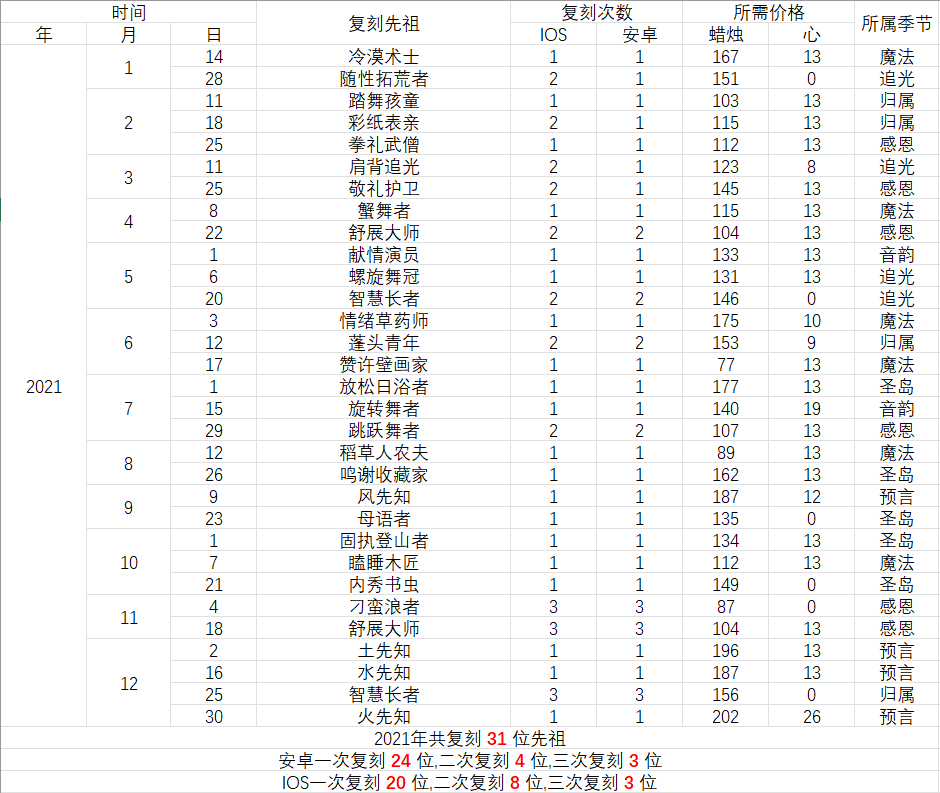 时间 复刻先祖 复刻次数 所需价格 所属季节
年 月 日 IOS 安卓 蜡烛 心
2021 1 14 冷漠术士 1 1 167 13 魔法
28 随性拓荒者 2 1 151 0 追光
2 11 踏舞孩童 1 1 103 13 归属
18 彩纸表亲 2 1 115 13 归属
25 拳礼武僧 1 1 112 13 感恩
3 11 肩背追光 2 1 123 8 追光
25 敬礼护卫 2 1 145 13 感恩
4 8 蟹舞者 1 1 115 13 魔法
22 舒展大师 2 2 104 13 感恩
5 1 献情演员 1 1 133 13 音韵
6 螺旋舞冠 1 1 131 13 追光
20 智慧长者 2 2 146 0 追光
6 3 情绪草药师 1 1 175 10 魔法
12 蓬头青年 2 2 153 9 归属
17 赞许壁画家 1 1 77 13 魔法
7 1 放松日浴者 1 1 177 13 圣岛
15 旋转舞者 1 1 140 19 音韵
29 跳跃舞者 2 2 107 13 感恩
8 12 稻草人农夫 1 1 89 13 魔法
26 鸣谢收藏家 1 1 162 13 圣岛
9 9 风先知 1 1 187 12 预言
23 母语者 1 1 135 0 圣岛
10 1 固执登山者 1 1 134 13 圣岛
7 瞌睡木匠 1 1 112 13 魔法
21 内秀书虫 1 1 149 0 圣岛
11 4 刁蛮浪者 3 3 87 0 感恩
18 舒展大师 3 3 104 13 感恩
12 2 土先知 1 1 196 13 预言
16 水先知 1 1 187 13 预言
25 智慧长者 3 3 156 0 归属
30 火先知 1 1 202 26 预言
2021年共复刻 31 位先祖
安卓一次复刻 24 位,二次复刻 4 位,三次复刻 3 位
IOS一次复刻 20 位,二次复刻 8 位,三次复刻 3 位